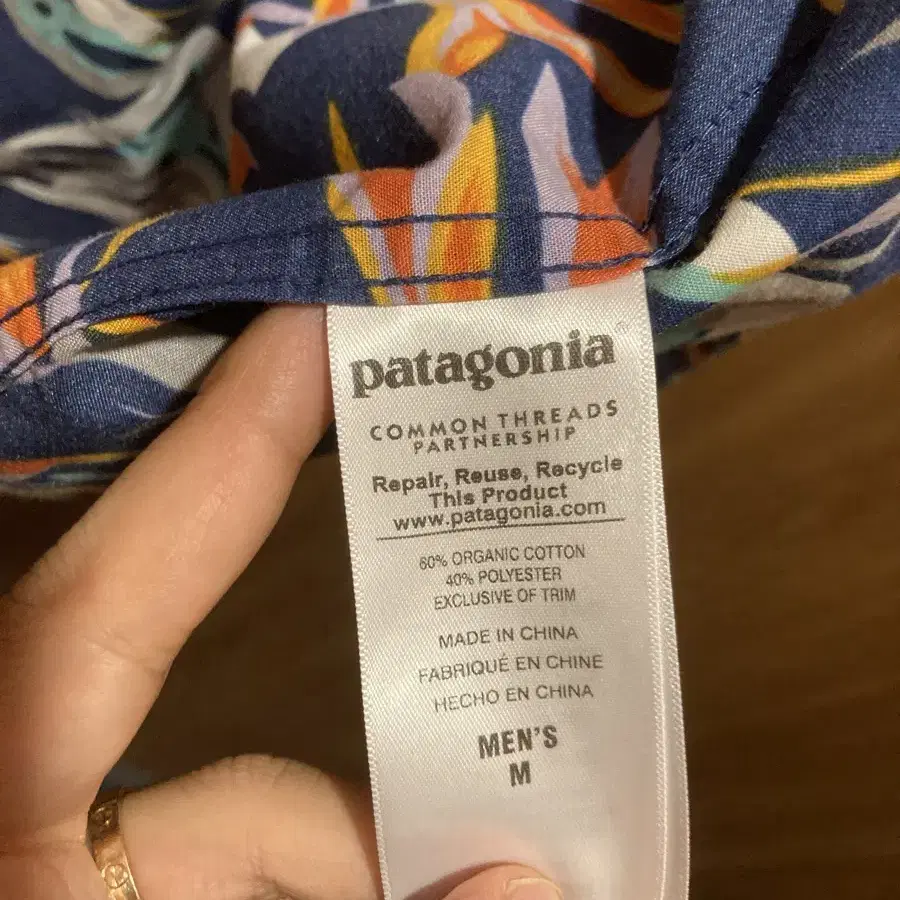 patagonia®
COMMON THREADS
PARTNERSHIP
Repair, Reuse, Recycle
This Product
www.patagonia.com
60% ORGANIC COTTON
40% POLYESTER
EXCLUSIVE OF TRIM
MADE IN CHINA
FABRIQUÉ EN CHINE
HECHO EN CHINA
MEN'S
M